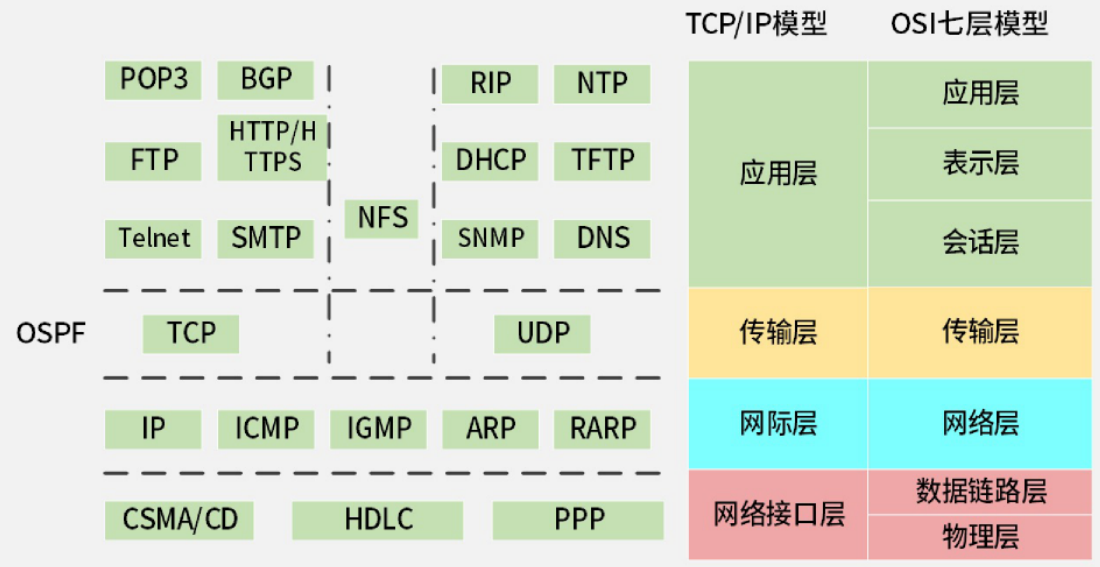 TCP/IP模型 OSI七层模型
POP3 BGP RIP NTP
应用层
HTTP/H
TTPS
FTP DHCP TFTP
表示层
应用层
NFS
Telnet SMTP SNMP DNS
会话层
OSPF TCP UDP 传输层 传输层
IP ICMP IGMP ARP RARP 网际层 网络层
数据链路层
CSMA/CD HDLC PPP 网络接口层
物理层